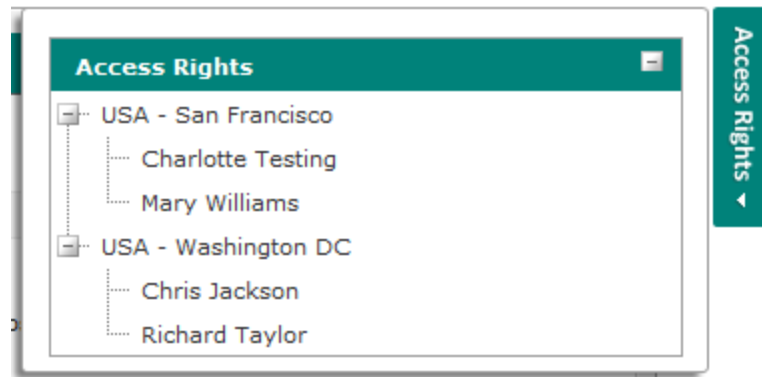 Access Rights
USA - San Francisco
Charlotte Testing
Mary Williams
USA - Washington DC
Chris Jackson
Richard Taylor
Access Rights